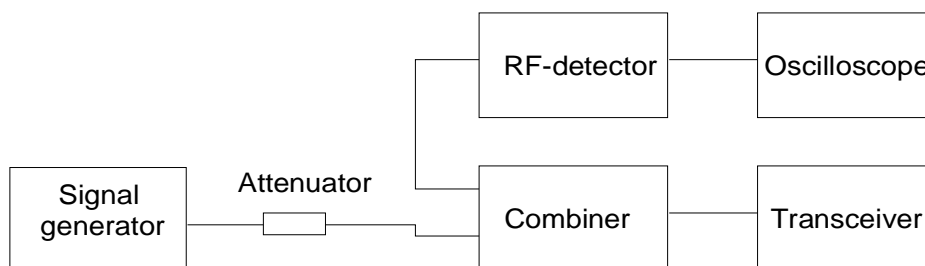 RF-detector
Oscilloscope
Attenuator
Signal
generator
Combiner
Transceiver